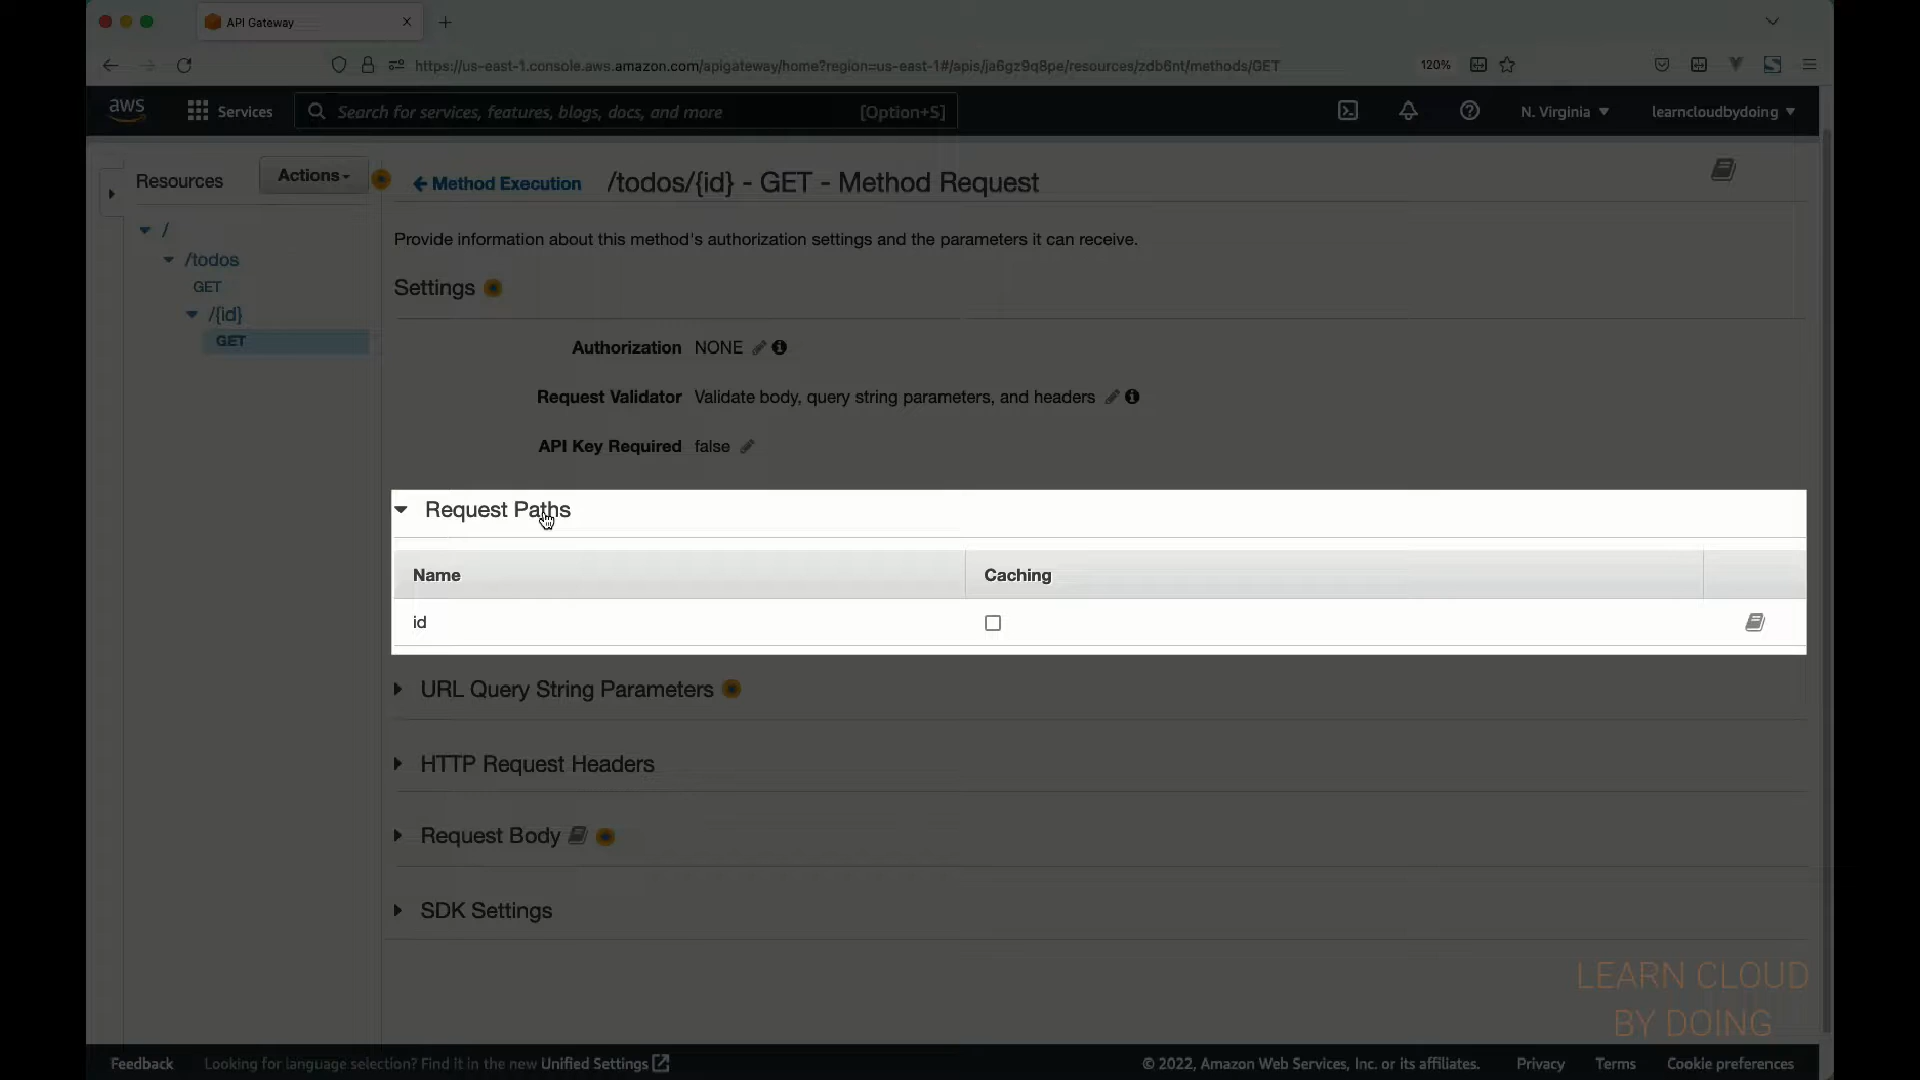 API Gateway
https://us-east-1.console.aws.amazon.com/apigateway/home?region=us-east-1#/apis/ja6gz9q8pe/resources/zdb6nt/methods/GET
120%
aws
Services
Search for services, features, blogs, docs, and more
[Option+S]
N. Virginia
learncloudbydoing
Resources
Actions
Method Execution
/todos/{id} - GET - Method Request
/
/todos
GET
/{id}
GET
Provide information about this method's authorization settings and the parameters it can receive.
Settings
Authorization NONE
Request Validator Validate body, query string parameters, and headers
API Key Required false
Request Paths
Name Caching
id
URL Query String Parameters
HTTP Request Headers
Request Body
SDK Settings
LEARN CLOUD
BY DOING
Feedback
Looking for language selection? Find it in the new Unified Settings
© 2022, Amazon Web Services, Inc. or its affiliates.
Privacy
Terms
Cookie preferences